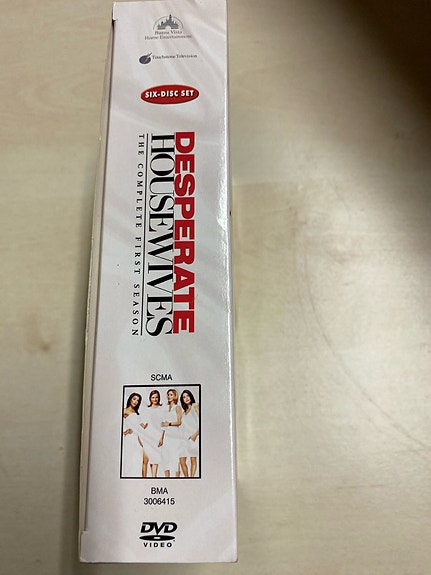 Buena Vista
Home Entertainment
Touchstone Television
SIX-DISC SET
DESPERATE
HOUSEWIVES
THE COMPLETE FIRST SEASON
SCMA
BMA
3006415
DVD
VIDEO